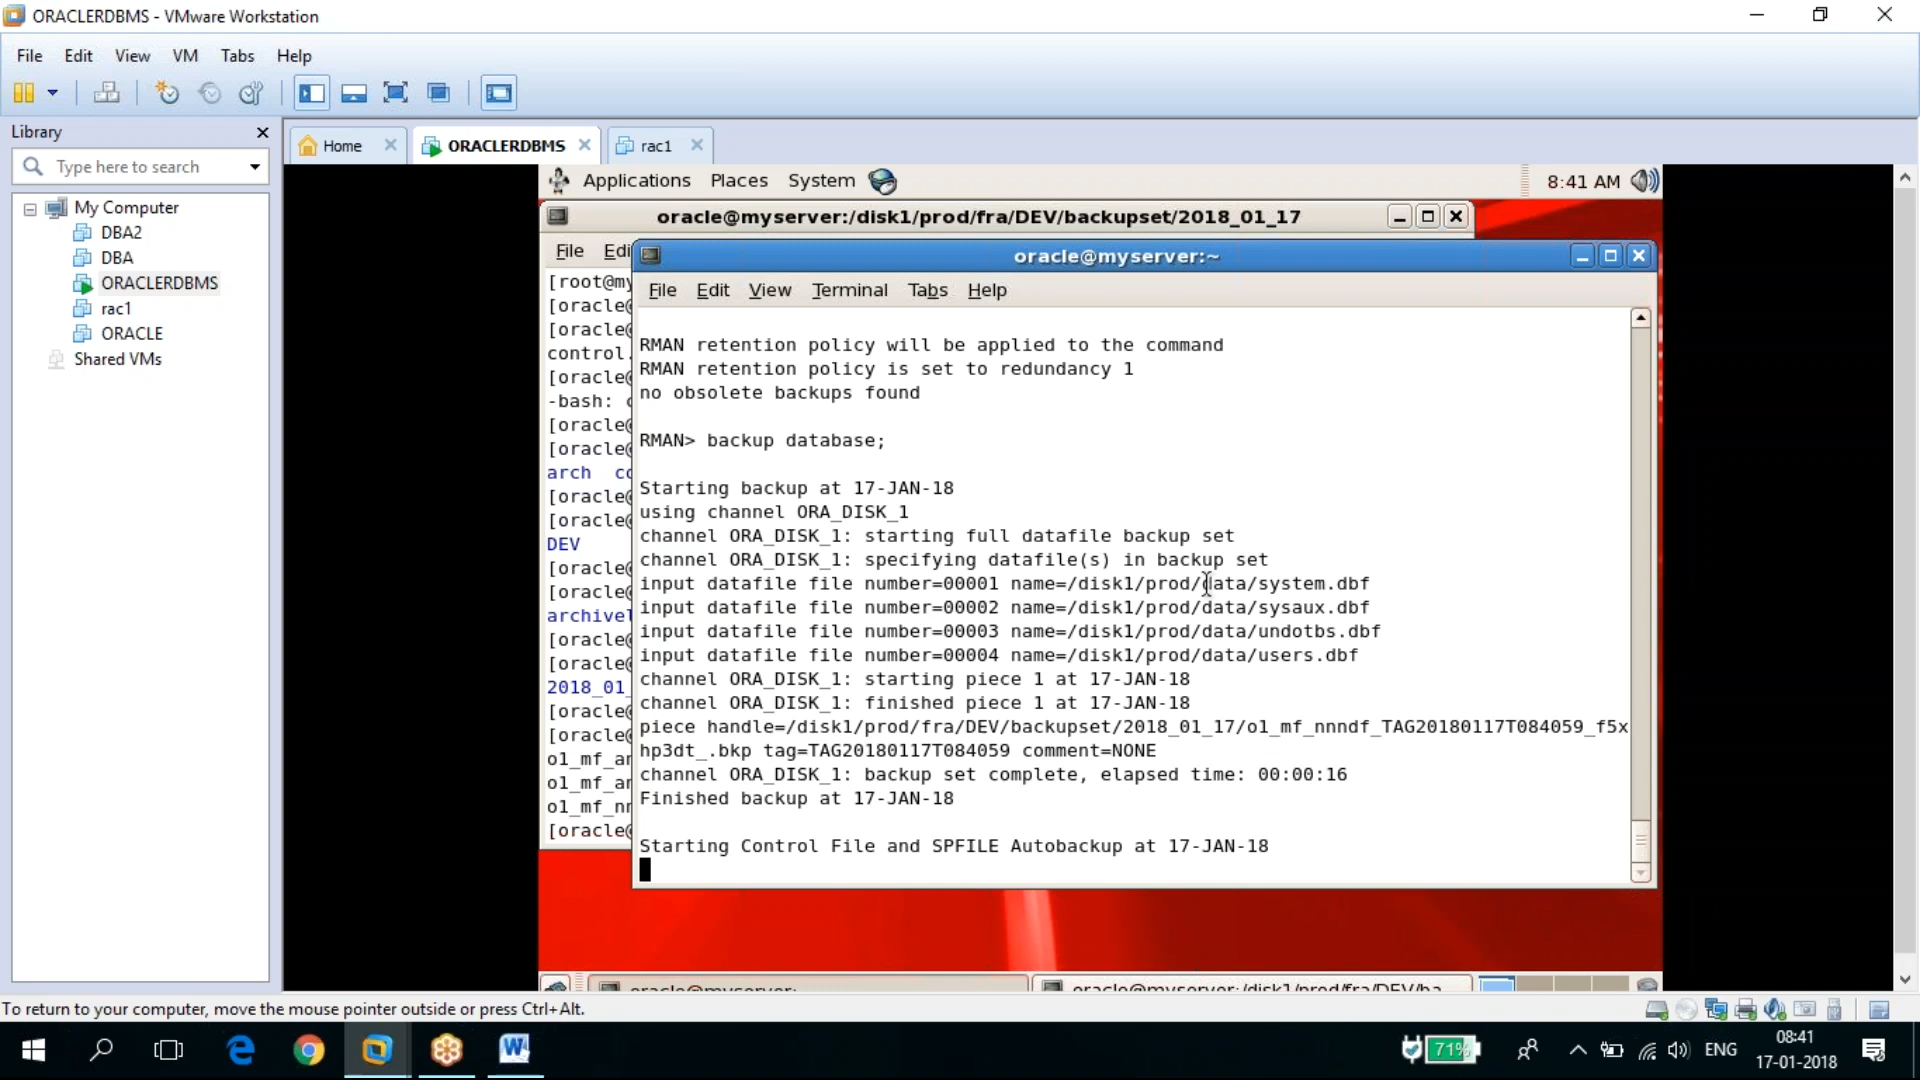 ORACLERDBMS - VMware Workstation
File Edit View VM Tabs Help
Library
Type here to search
My Computer
DBA2
DBA
ORACLERDBMS
rac1
ORACLE
Shared VMs
Home
ORACLERDBMS
rac1
Applications Places System
8:41 AM
oracle@myserver:/disk1/prod/fra/DEV/backupset/2018_01_17
File
[root@my
[oracle@
[oracle@
control.
[oracle@
-bash:
[oracle@
[oracle@
arch
[oracle@
[oracle@
DEV
[oracle@
[oracle@
[oracle@
[oracle@
2018_01_
[oracle@
[oracle@
[oracle@
oracle@myserver:~
File Edit View Terminal Tabs Help
RMAN retention policy will be applied to the command
RMAN retention policy is set to redundancy 1
no obsolete backups found
RMAN> backup database;
Starting backup at 17-JAN-18
using channel ORA_DISK_1
channel ORA_DISK_1: starting full datafile backup set
channel ORA_DISK_1: specifying datafile(s) in backup set
input datafile file number=00001 name=/disk1/prod/data/system.dbf
input datafile file number=00002 name=/disk1/prod/data/sysaux.dbf
input datafile file number=00003 name=/disk1/prod/data/undotbs.dbf
input datafile file number=00004 name=/disk1/prod/data/users.dbf
channel ORA_DISK_1: starting piece 1 at 17-JAN-18
channel ORA_DISK_1: finished piece 1 at 17-JAN-18
piece handle=/disk1/prod/fra/DEV/backupset/2018_01_17/o1_mf_nnndf_TAG20180117T084059_f5x
hp3dt_.bkp tag=TAG20180117T084059 comment=NONE
channel ORA_DISK_1: backup set complete, elapsed time: 00:00:16
Finished backup at 17-JAN-18
Starting Control File and SPFILE Autobackup at 17-JAN-18
oracle@myserver:~
oracle@myserver:/disk1/prod/fra/DEV/ba
To return to your computer, move the mouse pointer outside or press Ctrl+Alt.
71%
ENG
08:41
17-01-2018